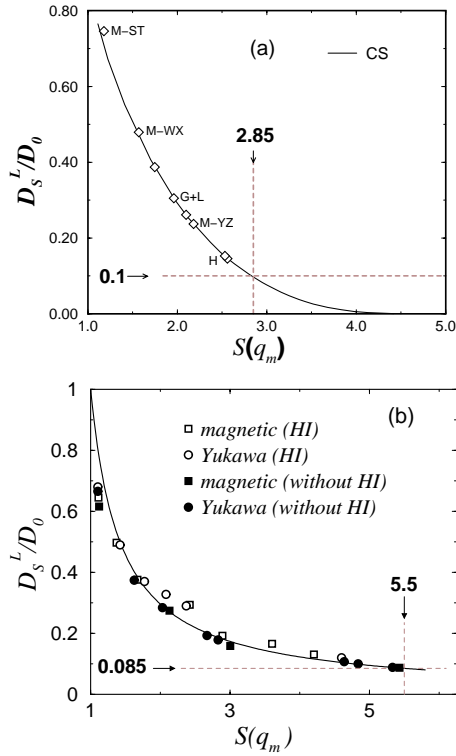 (a)
CS
M−ST
M−WX
G+L
M−YZ
H
2.85
0.1
0.80
0.60
0.40
0.20
0.00
1.0 2.0 3.0 4.0 5.0
D_S^L/D_0
S(q_m)
(b)
magnetic (HI)
Yukawa (HI)
magnetic (without HI)
Yukawa (without HI)
5.5
0.085
1
0.8
0.6
0.4
0.2
0
1 3 5
D_S^L/D_0
S(q_m)